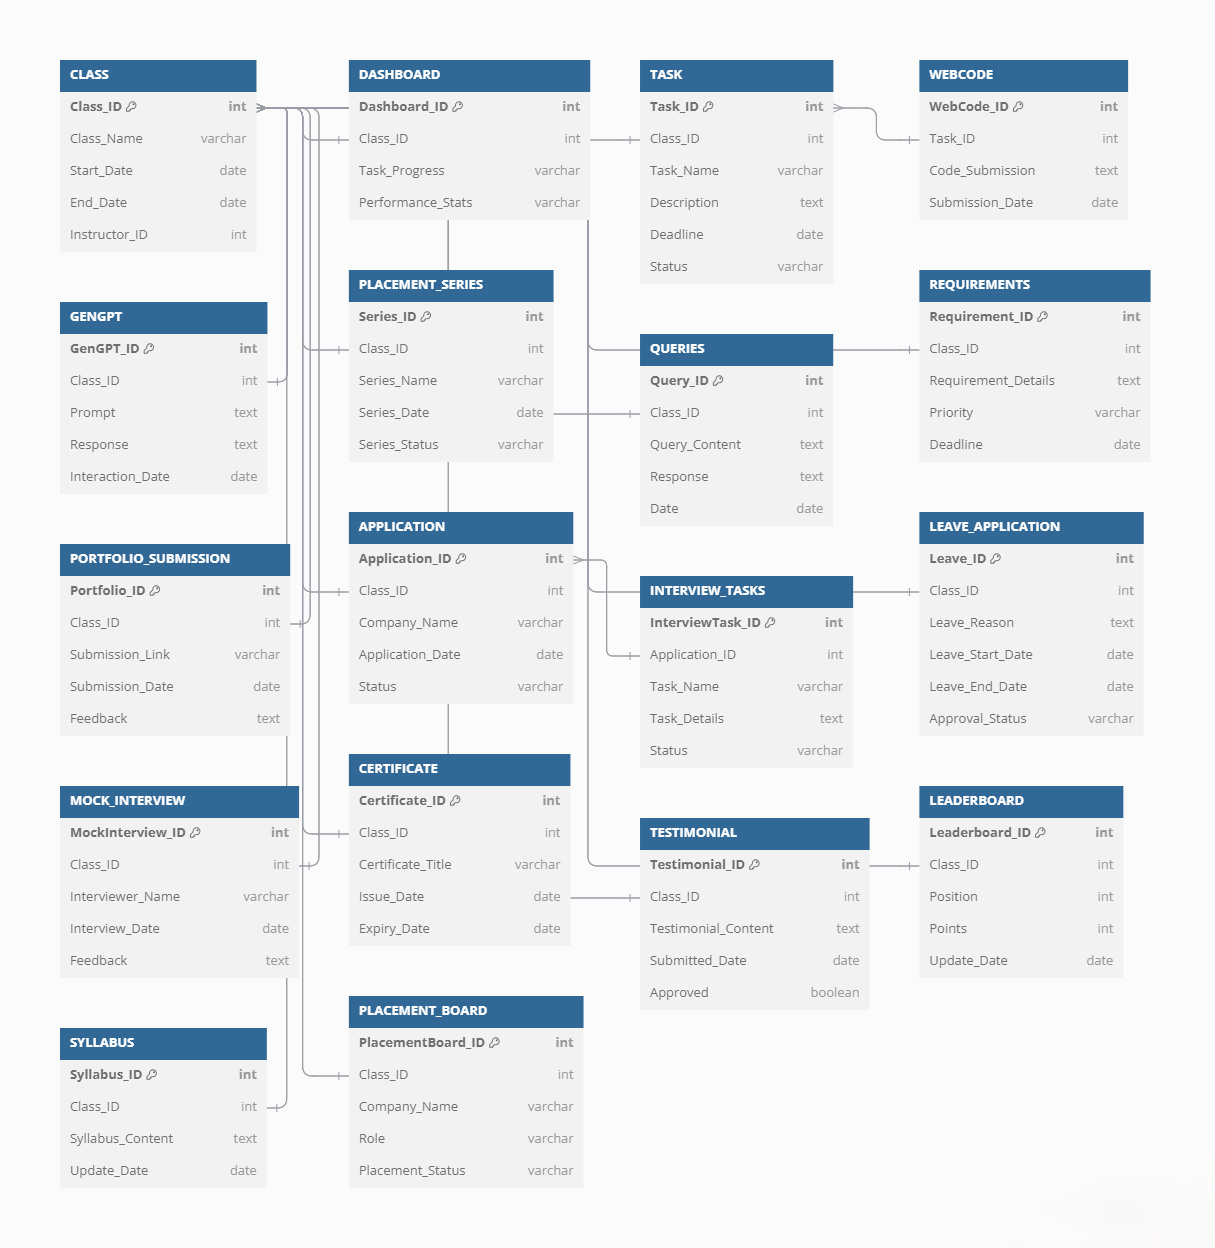 CLASS
Class_ID int
Class_Name varchar
Start_Date date
End_Date date
Instructor_ID int
GENGPT
GenGPT_ID int
Class_ID int
Prompt text
Response text
Interaction_Date date
PORTFOLIO_SUBMISSION
Portfolio_ID int
Class_ID int
Submission_Link varchar
Submission_Date date
Feedback text
MOCK_INTERVIEW
MockInterview_ID int
Class_ID int
Interviewer_Name varchar
Interview_Date date
Feedback text
SYLLABUS
Syllabus_ID int
Class_ID int
Syllabus_Content text
Update_Date date
DASHBOARD
Dashboard_ID int
Class_ID int
Task_Progress varchar
Performance_Stats varchar
PLACEMENT_SERIES
Series_ID int
Class_ID int
Series_Name varchar
Series_Date date
Series_Status varchar
APPLICATION
Application_ID int
Class_ID int
Company_Name varchar
Application_Date date
Status varchar
CERTIFICATE
Certificate_ID int
Class_ID int
Certificate_Title varchar
Issue_Date date
Expiry_Date date
PLACEMENT_BOARD
PlacementBoard_ID int
Class_ID int
Company_Name varchar
Role varchar
Placement_Status varchar
TASK
Task_ID int
Class_ID int
Task_Name varchar
Description text
Deadline date
Status varchar
QUERIES
Query_ID int
Class_ID int
Query_Content text
Response text
Date date
INTERVIEW_TASKS
InterviewTask_ID int
Application_ID int
Task_Name varchar
Task_Details text
Status varchar
TESTIMONIAL
Testimonial_ID int
Class_ID int
Testimonial_Content text
Submitted_Date date
Approved boolean
WEBCODE
WebCode_ID int
Task_ID int
Code_Submission text
Submission_Date date
REQUIREMENTS
Requirement_ID int
Class_ID int
Requirement_Details text
Priority varchar
Deadline date
LEAVE_APPLICATION
Leave_ID int
Class_ID int
Leave_Reason text
Leave_Start_Date date
Leave_End_Date date
Approval_Status varchar
LEADERBOARD
Leaderboard_ID int
Class_ID int
Position int
Points int
Update_Date date